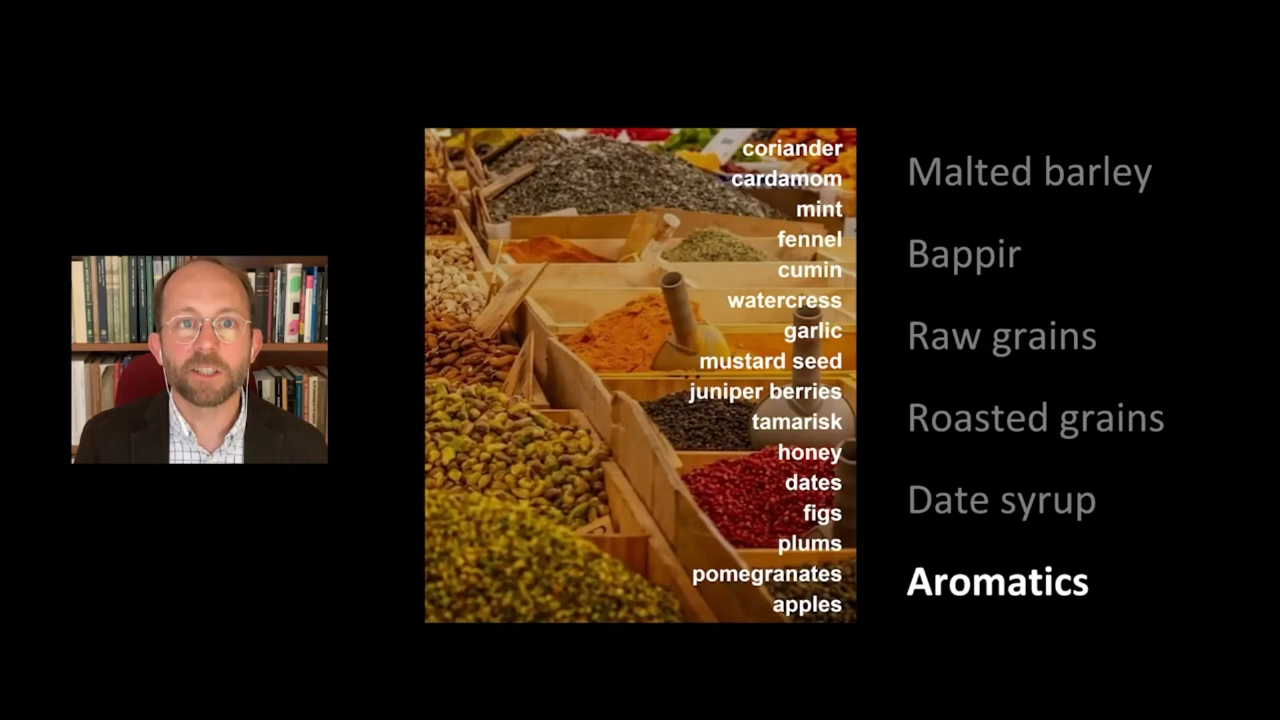 coriander
cardamom
mint
fennel
cumin
watercress
garlic
mustard seed
juniper berries
tamarisk
honey
dates
figs
plums
pomegranates
apples
Malted barley
Bappir
Raw grains
Roasted grains
Date syrup
Aromatics